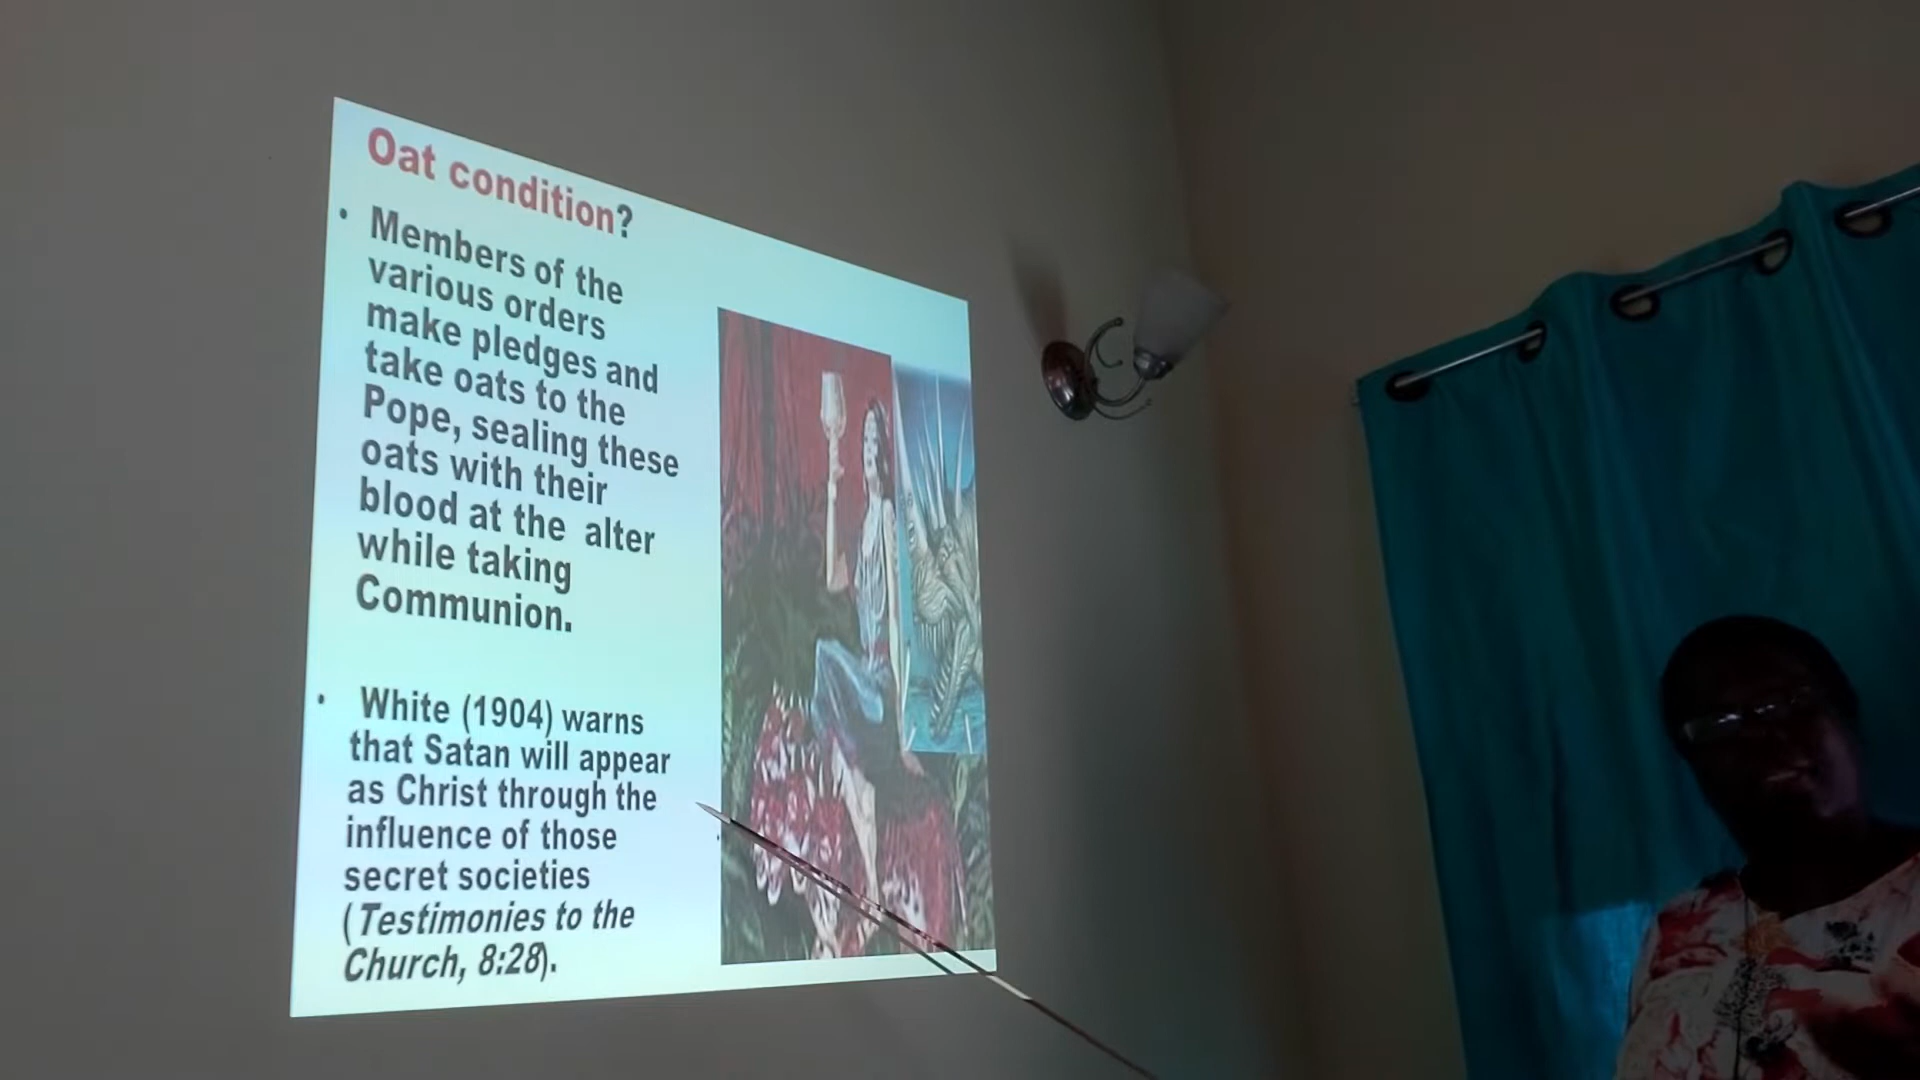 Oat condition?
• Members of the
various orders
make pledges and
take oats to the
Pope, sealing these
oats with their
blood at the alter
while taking
Communion.
• White (1904) warns
that Satan will appear
as Christ through the
influence of those
secret societies
(Testimonies to the
Church, 8:28).